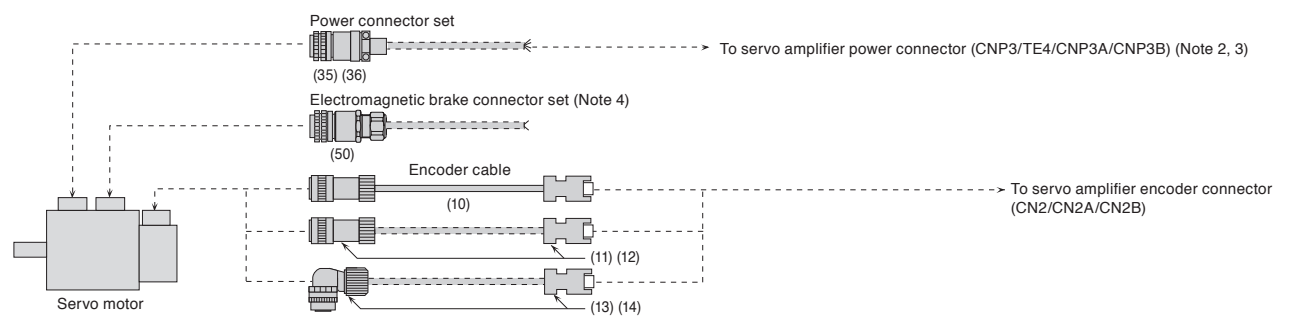 Power connector set
To servo amplifier power connector (CNP3/TE4/CNP3A/CNP3B) (Note 2, 3)
(35) (36)
Electromagnetic brake connector set (Note 4)
(50)
Encoder cable
(10)
To servo amplifier encoder connector
(CN2/CN2A/CN2B)
(11) (12)
(13) (14)
Servo motor